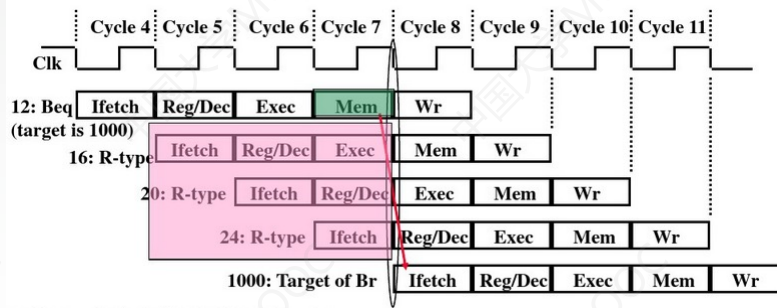 Cycle 4 Cycle 5 Cycle 6 Cycle 7 Cycle 8 Cycle 9 Cycle 10 Cycle 11
Clk
12: Beq Ifetch Reg/Dec Exec Mem Wr
(target is 1000)
16: R-type Ifetch Reg/Dec Exec Mem Wr
20: R-type Ifetch Reg/Dec Exec Mem Wr
24: R-type Ifetch Reg/Dec Exec Mem Wr
1000: Target of Br Ifetch Reg/Dec Exec Mem Wr